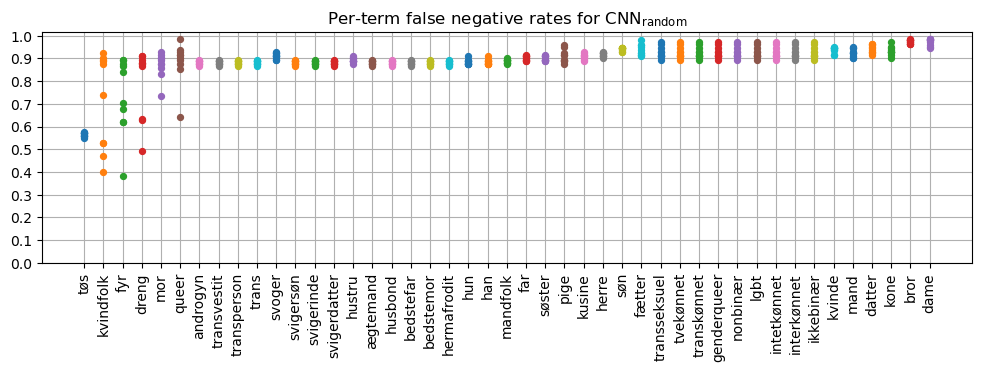 Per-term false negative rates for CNN_random
1.0
0.9
0.8
0.7
0.6
0.5
0.4
0.3
0.2
0.1
0.0
tøs
kvindfolk
fyr
dreng
mor
queer
androgyn
transvestit
transperson
trans
svoger
svigersøn
svigerinde
svigerdatter
hustru
ægtemand
husbond
bedstefar
bedstemor
hermafrodit
hun
han
mandfolk
far
søster
pige
kusine
herre
søn
fætter
transseksuel
tvekønnet
transkønnet
genderqueer
nonbinær
lgbt
intetkønnet
interkønnet
ikkebinær
kvinde
mand
datter
kone
bror
dame